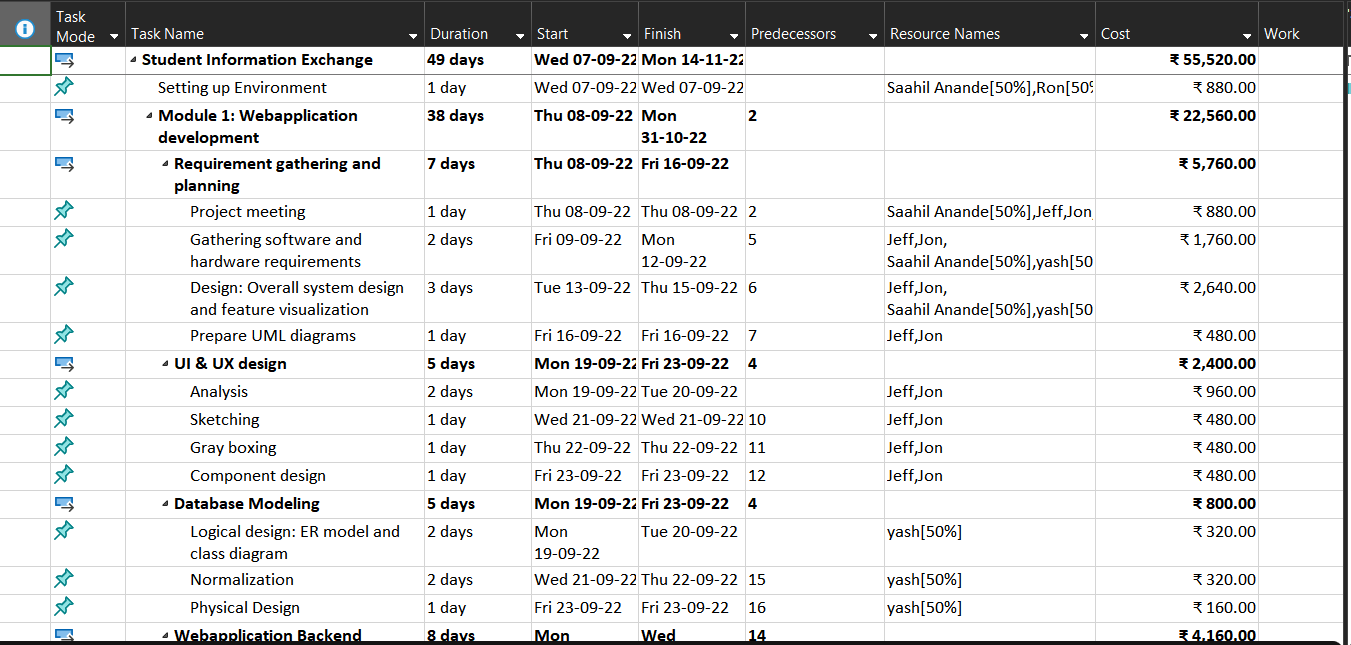 Task Mode Task Name Duration Start Finish Predecessors Resource Names Cost Work
Student Information Exchange 49 days Wed 07-09-22 Mon 14-11-22 ₹ 55,520.00
Setting up Environment 1 day Wed 07-09-22 Wed 07-09-22 Saahil Anande[50%],Ron[50% ₹ 880.00
Module 1: Webapplication 38 days Thu 08-09-22 Mon 2 ₹ 22,560.00
development 31-10-22
Requirement gathering and 7 days Thu 08-09-22 Fri 16-09-22 ₹ 5,760.00
planning
Project meeting 1 day Thu 08-09-22 Thu 08-09-22 2 Saahil Anande[50%],Jeff,Jon, ₹ 880.00
Gathering software and 2 days Fri 09-09-22 Mon 5 Jeff,Jon, ₹ 1,760.00
hardware requirements 12-09-22 Saahil Anande[50%],yash[50
Design: Overall system design 3 days Tue 13-09-22 Thu 15-09-22 6 Jeff,Jon, ₹ 2,640.00
and feature visualization Saahil Anande[50%],yash[50
Prepare UML diagrams 1 day Fri 16-09-22 Fri 16-09-22 7 Jeff,Jon ₹ 480.00
UI & UX design 5 days Mon 19-09-22 Fri 23-09-22 4 ₹ 2,400.00
Analysis 2 days Mon 19-09-22 Tue 20-09-22 Jeff,Jon ₹ 960.00
Sketching 1 day Wed 21-09-22 Wed 21-09-22 10 Jeff,Jon ₹ 480.00
Gray boxing 1 day Thu 22-09-22 Thu 22-09-22 11 Jeff,Jon ₹ 480.00
Component design 1 day Fri 23-09-22 Fri 23-09-22 12 Jeff,Jon ₹ 480.00
Database Modeling 5 days Mon 19-09-22 Fri 23-09-22 4 ₹ 800.00
Logical design: ER model and 2 days Mon Tue 20-09-22 yash[50%] ₹ 320.00
class diagram 19-09-22
Normalization 2 days Wed 21-09-22 Thu 22-09-22 15 yash[50%] ₹ 320.00
Physical Design 1 day Fri 23-09-22 Fri 23-09-22 16 yash[50%] ₹ 160.00
Webapplication Backend 8 days Mon Wed 14 ₹ 4,160.00